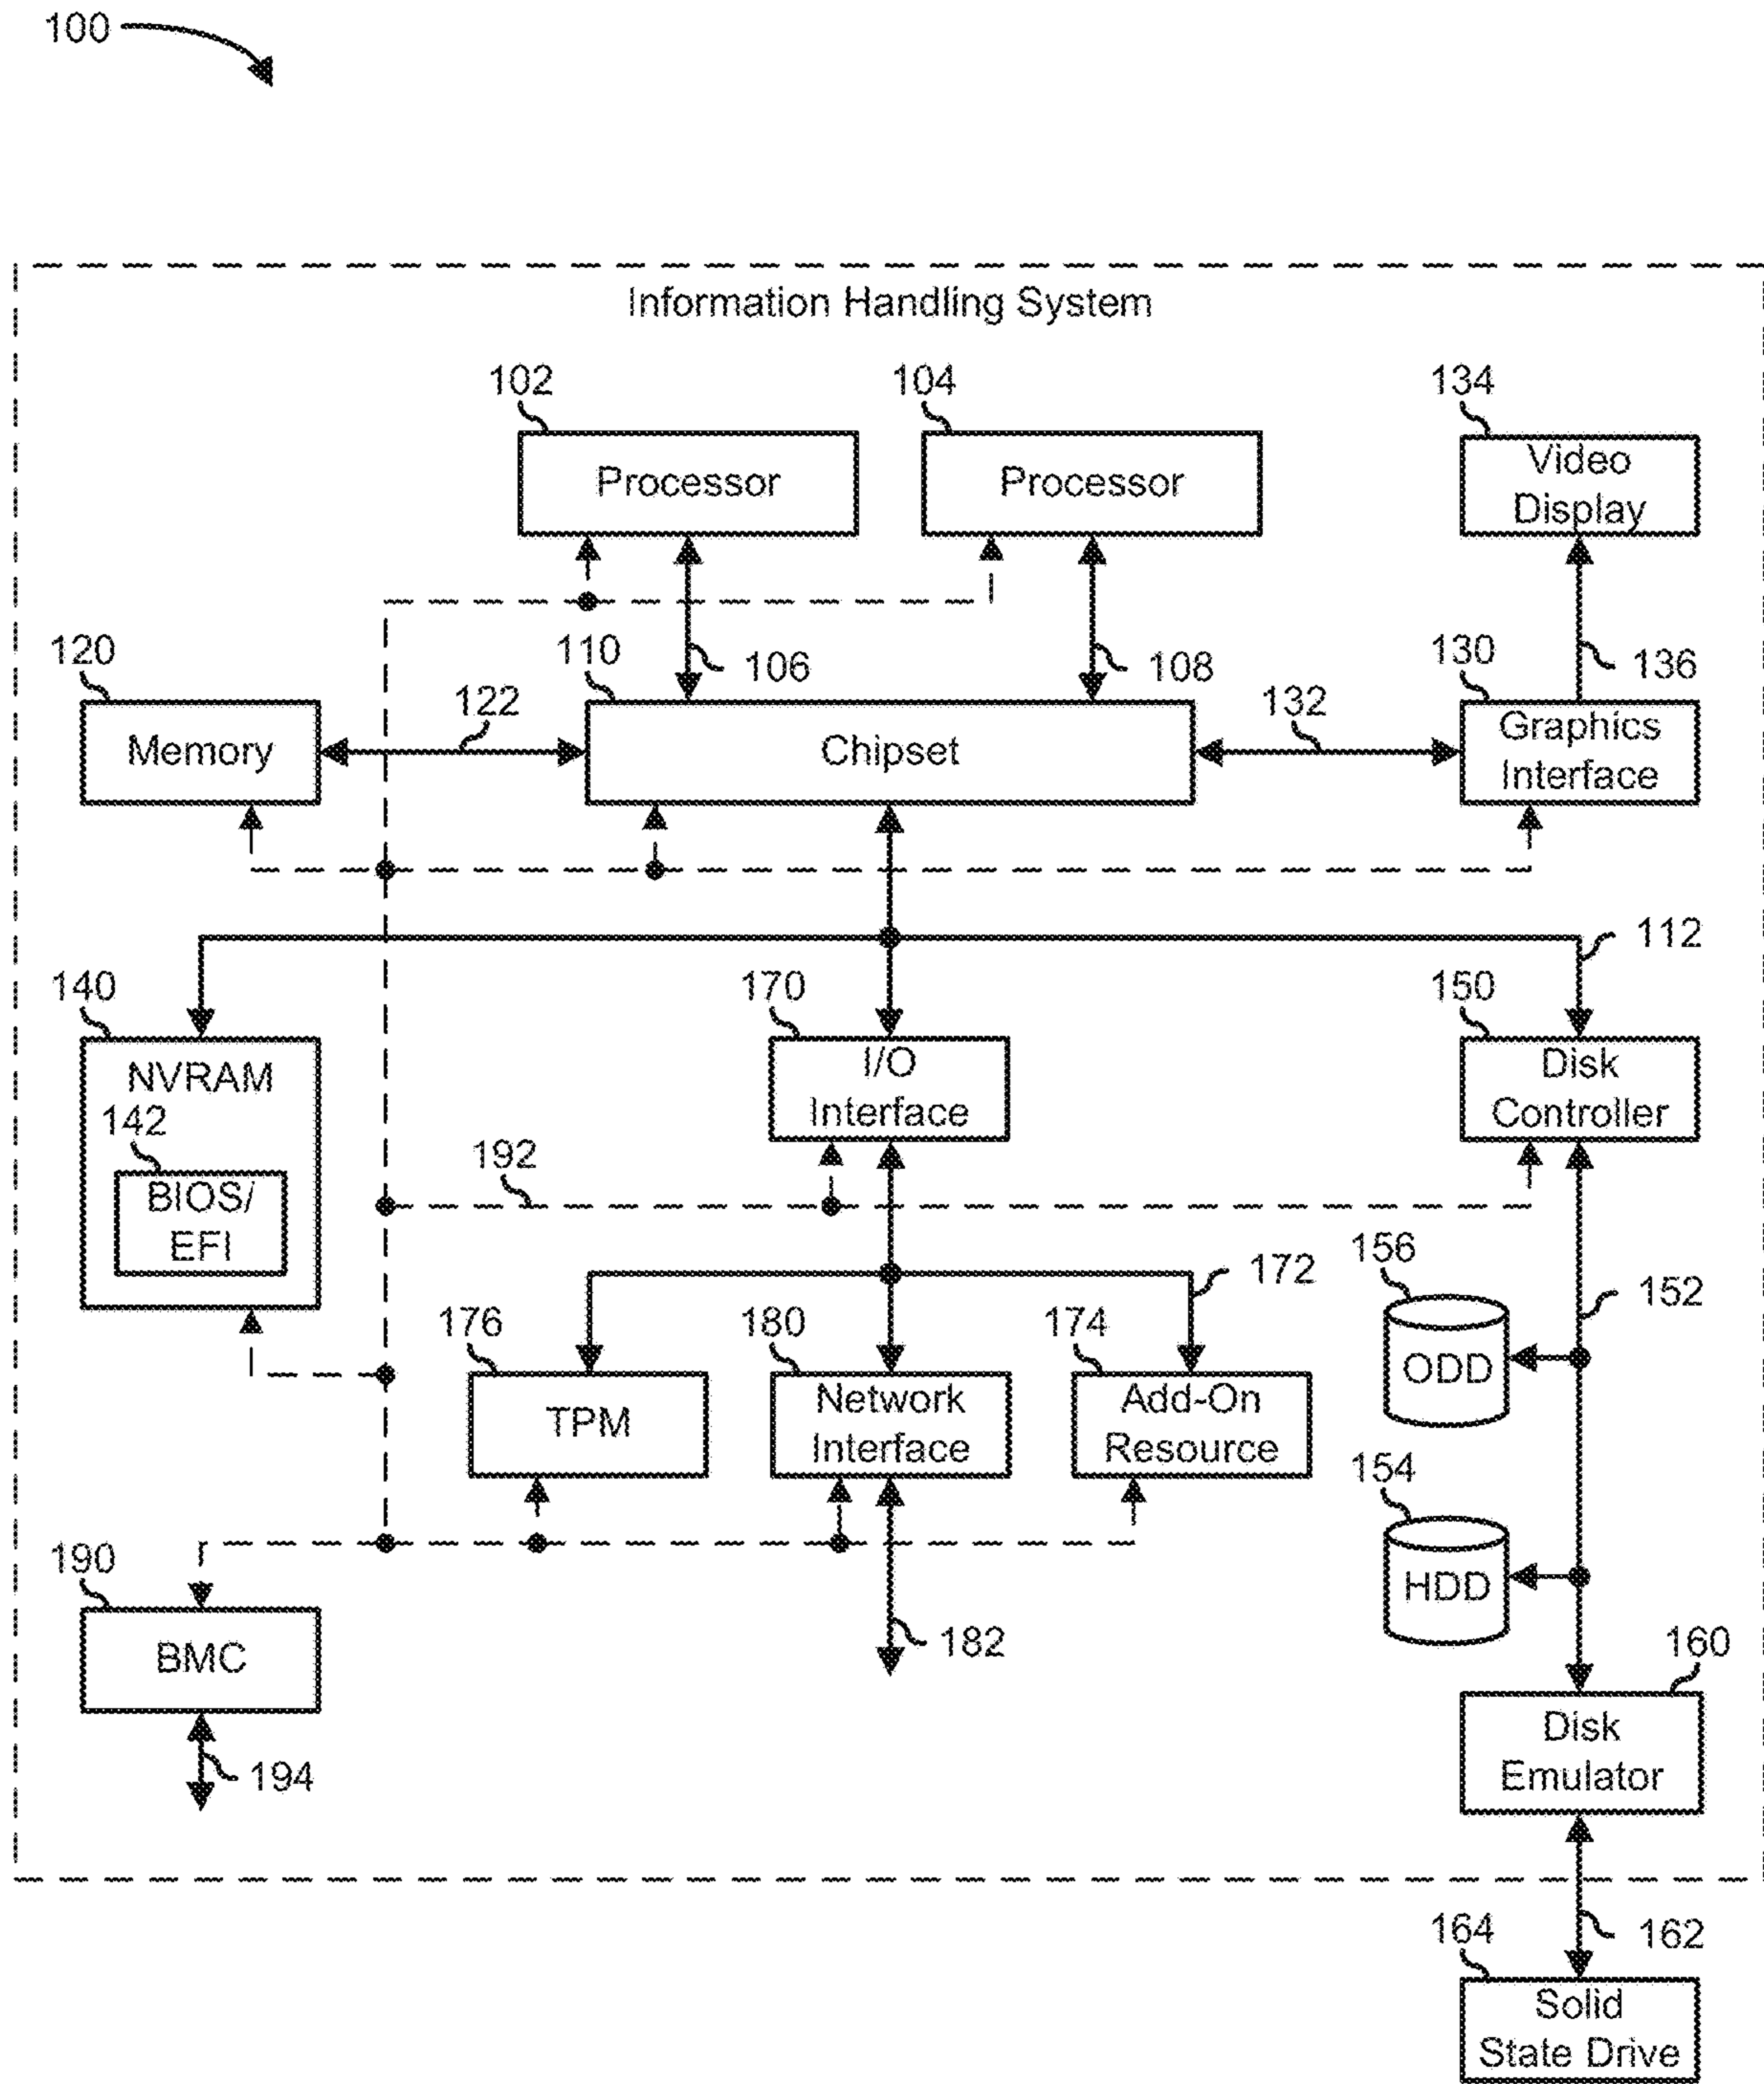 100
Information Handling System
102
104
134
Processor
Processor
Video
Display
120
110
106
108
130
136
122
132
Memory
Chipset
Graphics
Interface
112
140
170
150
NVRAM
I/O
Interface
Disk
Controller
142
BIOS/
EFI
192
156
172
152
176
180
174
ODD
TPM
Network
Interface
Add-On
Resource
154
190
HDD
BMC
182
160
194
Disk
Emulator
164
162
Solid
State Drive